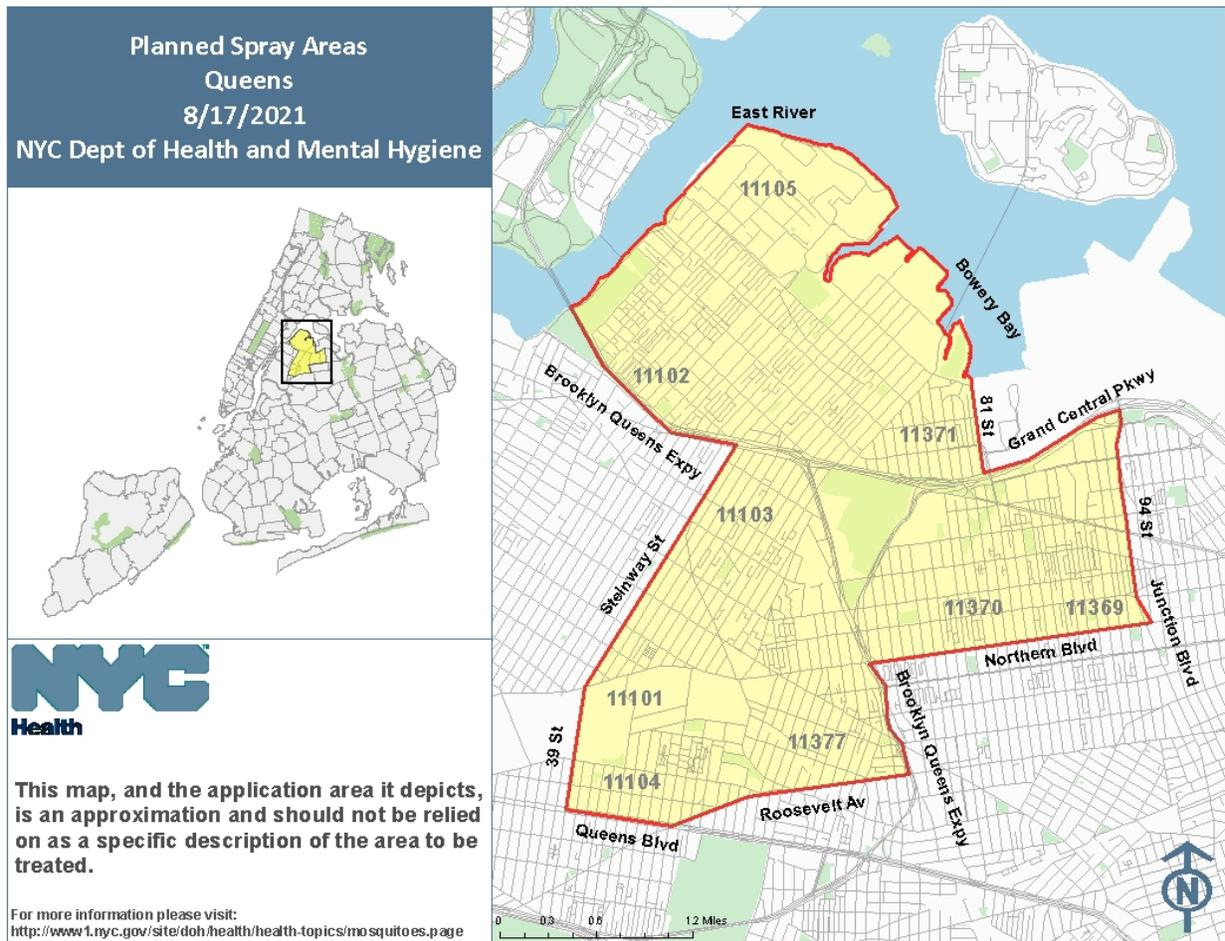 Planned Spray Areas
Queens
8/17/2021
NYC Dept of Health and Mental Hygiene
NYC
Health
This map, and the application area it depicts,
is an approximation and should not be relied
on as a specific description of the area to be
treated.
For more information please visit:
http://www1.nyc.gov/site/doh/health/health-topics/mosquitoes.page
East River
11105
Bowery Bay
11102
Brooklyn Queens Expy
81 St
Grand Central Pkwy
11371
11103
94 St
Steinway St
11370
11369
Junction Blvd
Northern Blvd
11101
Brooklyn Queens Expy
39 St
11377
11104
Roosevelt Av
Queens Blvd
N
0 0.3 0.6 1.2 Miles